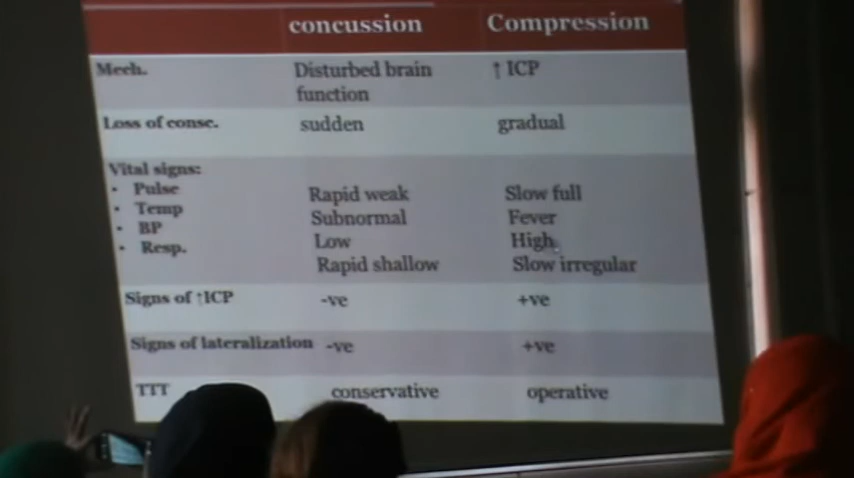 concussion Compression
Mech. Disturbed brain function ↑ ICP
Loss of consc. sudden gradual
Vital signs:
• Pulse Rapid weak Slow full
• Temp Subnormal Fever
• BP Low High
• Resp. Rapid shallow Slow irregular
Signs of ↑ICP -ve +ve
Signs of lateralization -ve +ve
TTT conservative operative